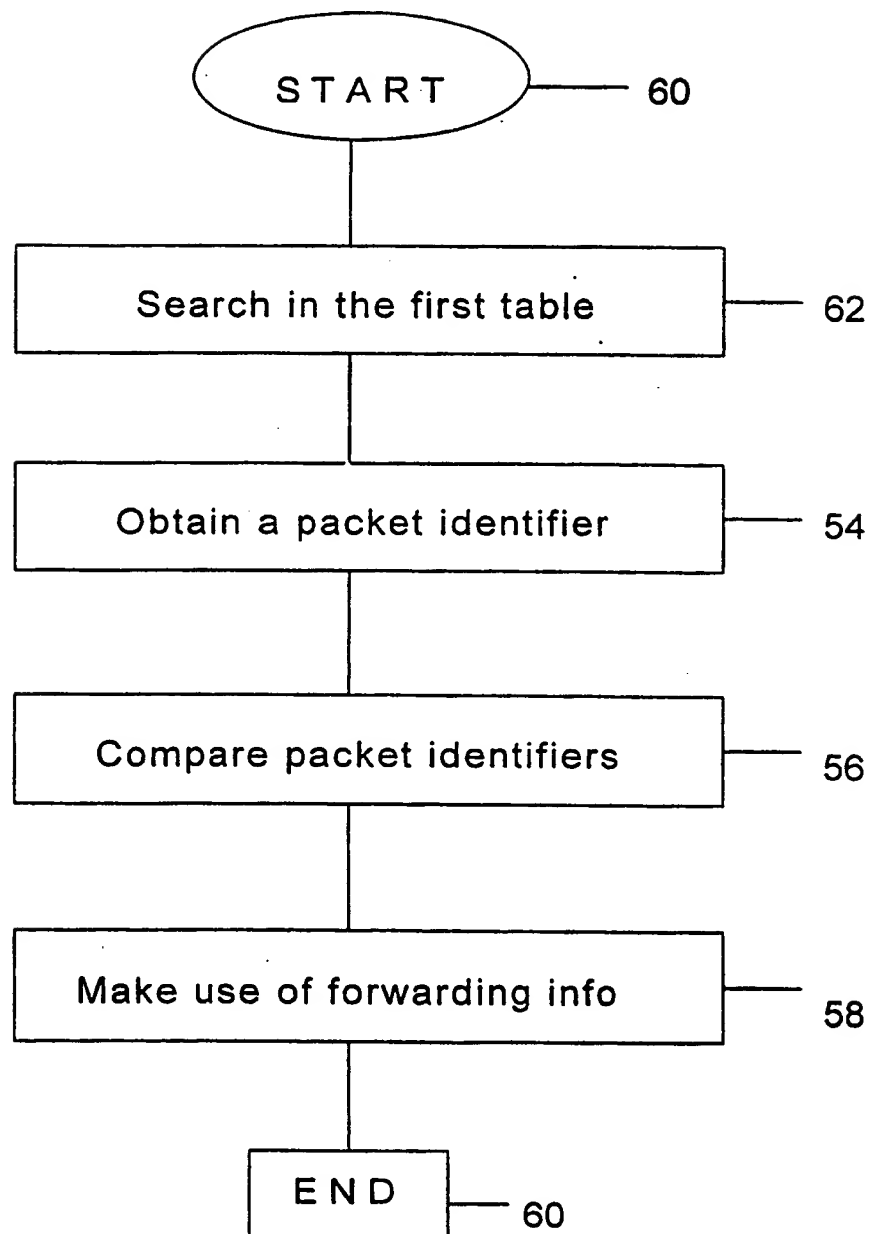 START
60
Search in the first table
62
Obtain a packet identifier
54
Compare packet identifiers
56
Make use of forwarding info
58
END
60